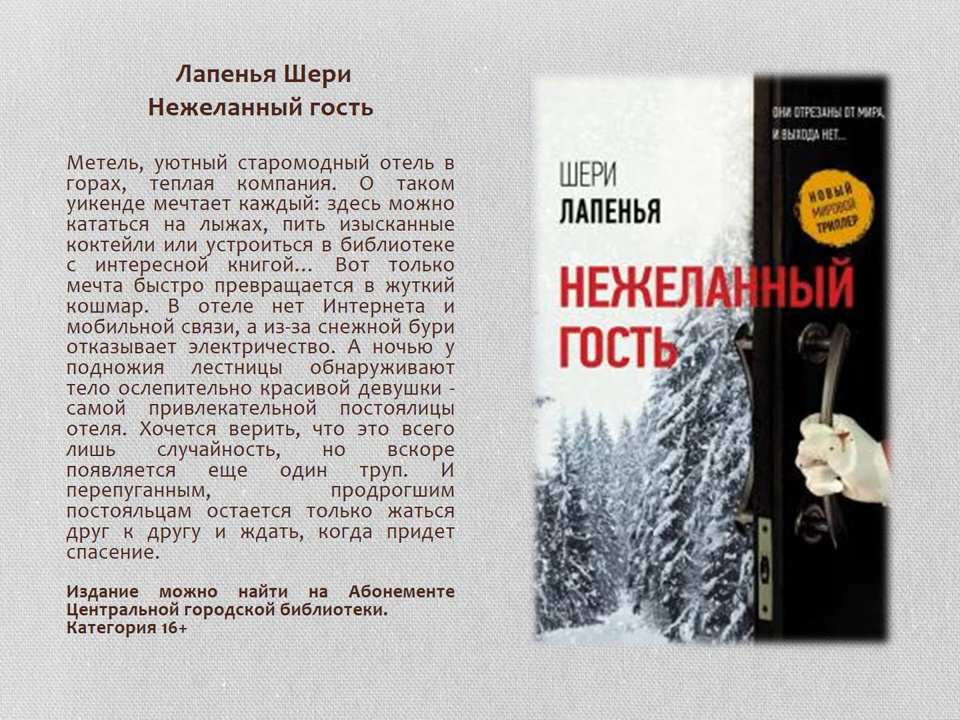 Лапенья Шери
Нежеланный гость
Метель, уютный старомодный отель в
горах, теплая компания. О таком
уикенде мечтает каждый: здесь можно
кататься на лыжах, пить изысканные
коктейли или устроиться в библиотеке
с интересной книгой... Вот только
мечта быстро превращается в жуткий
кошмар. В отеле нет Интернета и
мобильной связи, а из-за снежной бури
отказывает электричество. А ночью у
подножия лестницы обнаруживают
тело ослепительно красивой девушки -
самой привлекательной постоялицы
отеля. Хочется верить, что это всего
лишь случайность, но вскоре
появляется еще один труп. И
перепуганным, продрогшим
постояльцам остается только жаться
друг к другу и ждать, когда придет
спасение.
Издание можно найти на Абонементе
Центральной городской библиотеки.
Категория 16+
ОНИ ОТРЕЗАНЫ ОТ МИРА,
И ВЫХОДА НЕТ...
ШЕРИ
ЛАПЕНЬЯ
НОВЫЙ
МИРОВОЙ
ТРИЛЛЕР
НЕЖЕЛАННЫЙ
ГОСТЬ